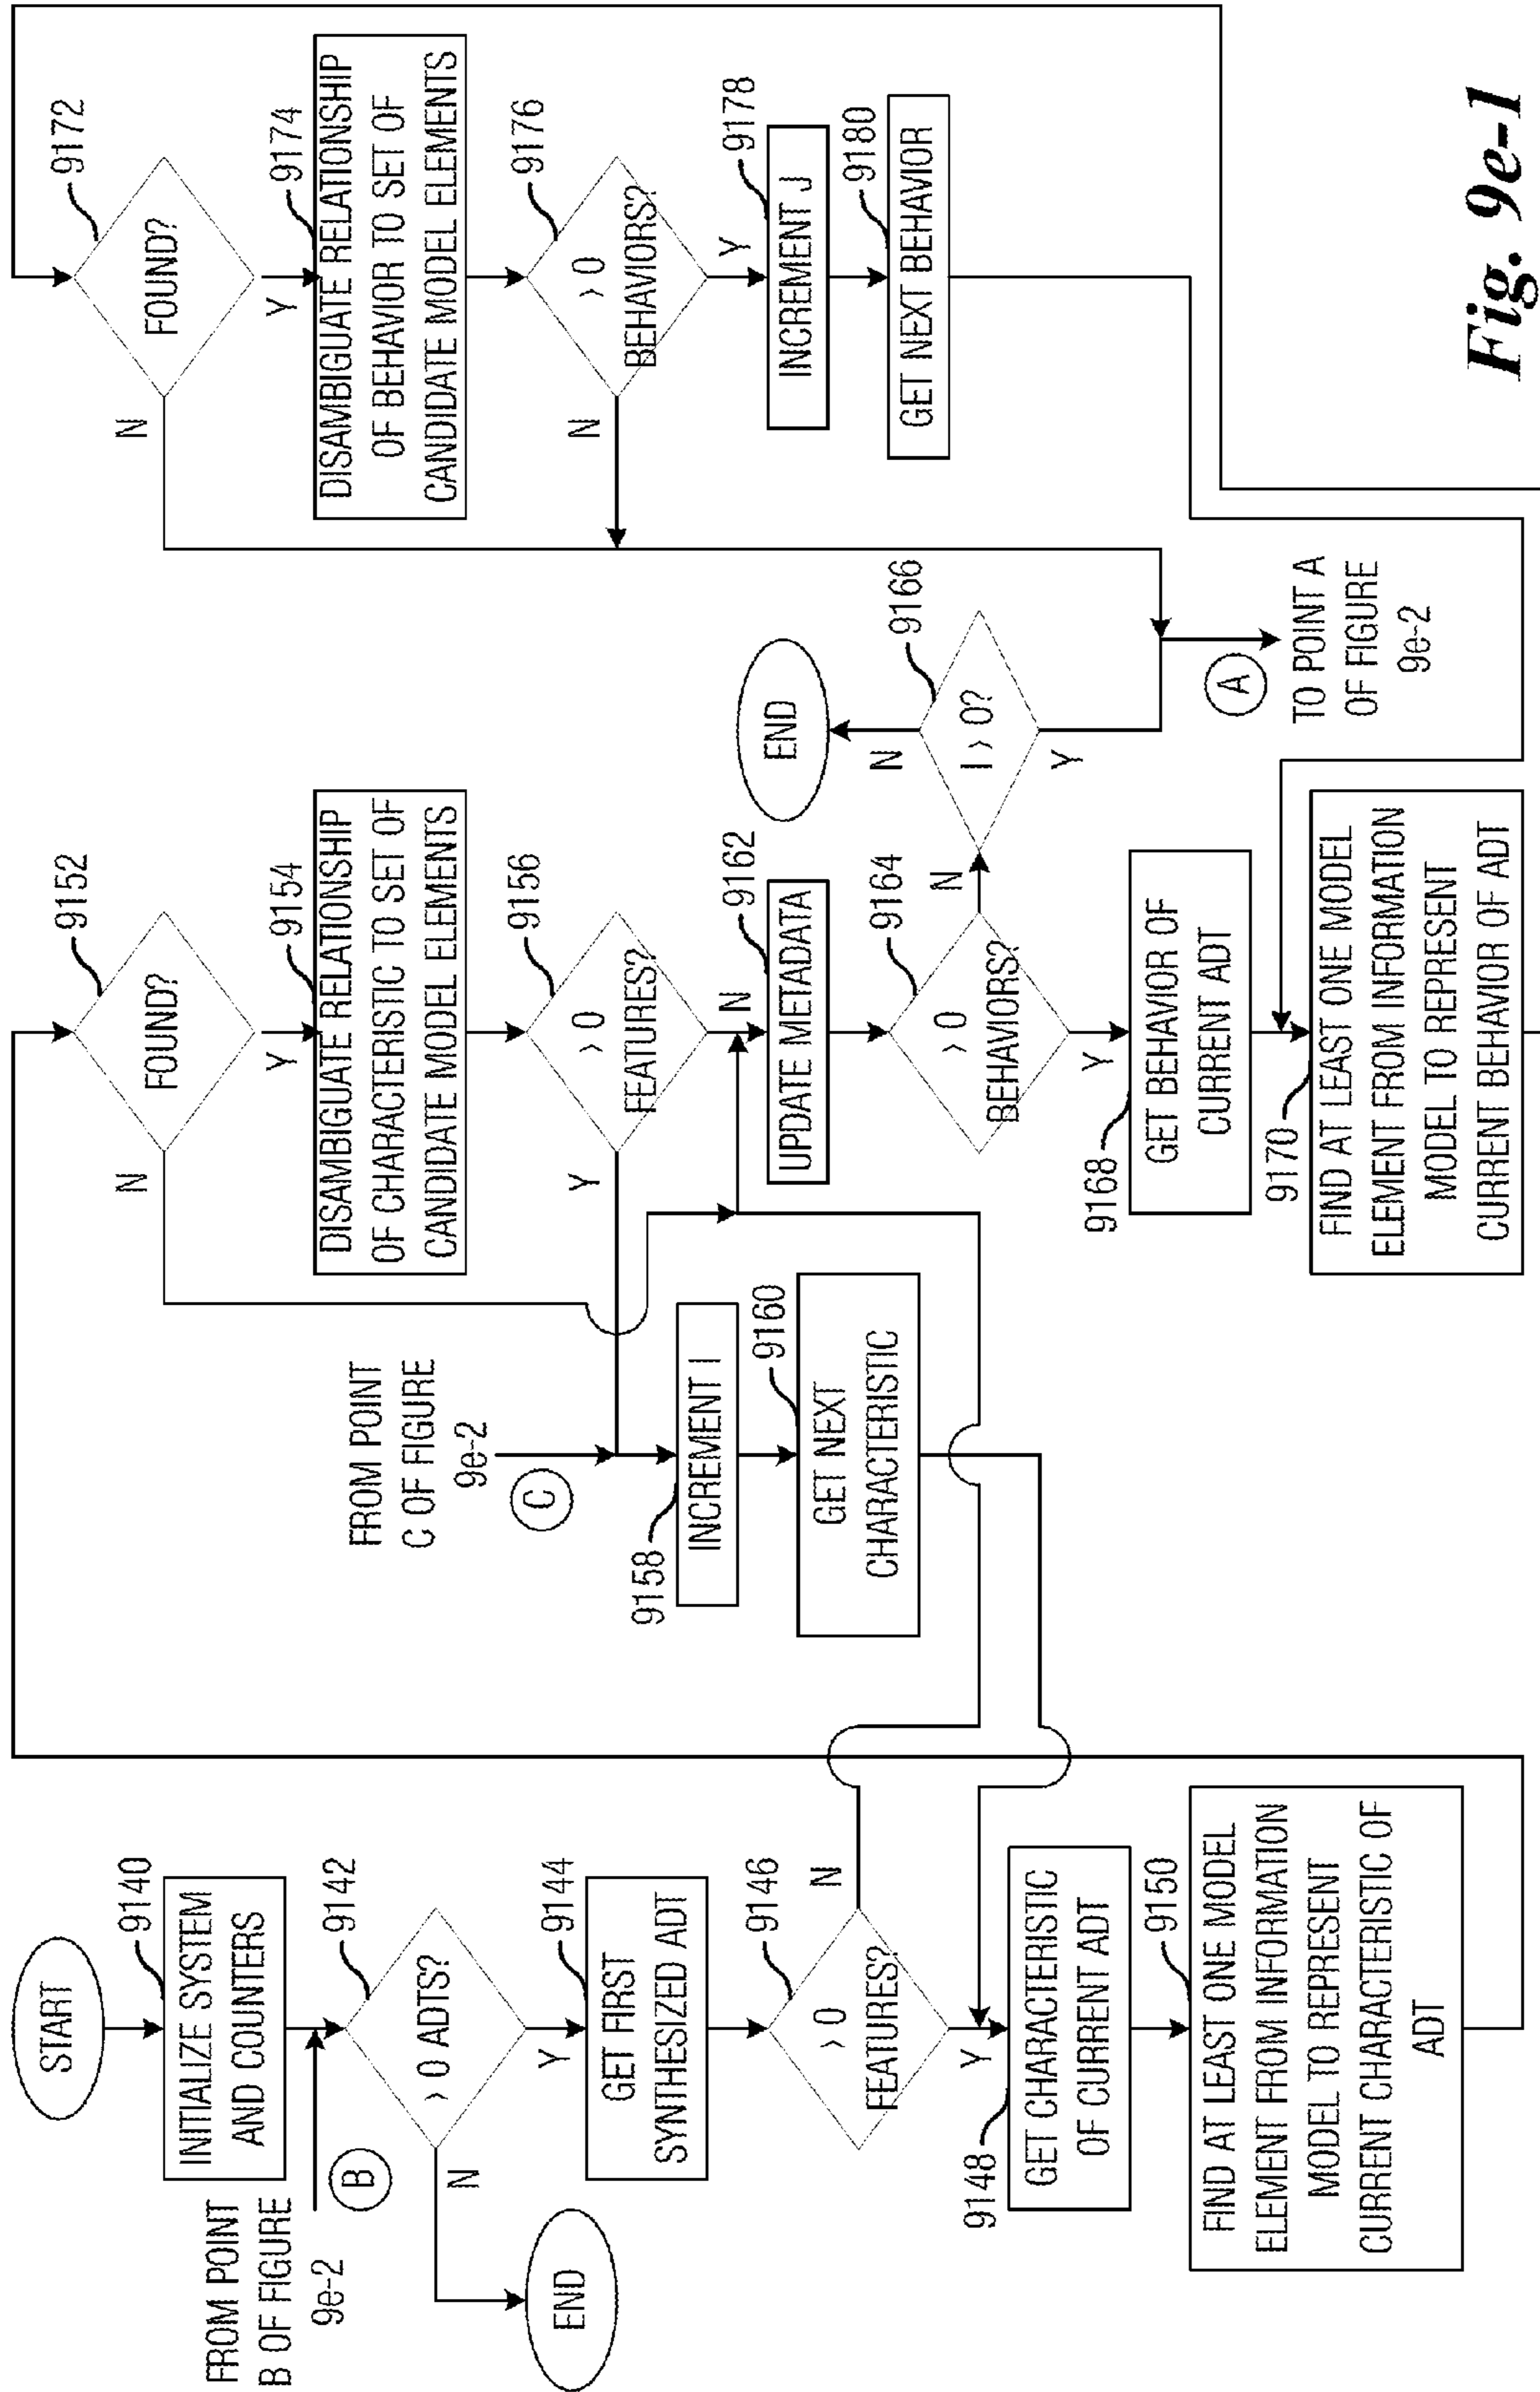 START
9140
INITIALIZE SYSTEM
AND COUNTERS
FROM POINT
B OF FIGURE
9e-2
B
9142
> 0 ADTS?
N
END
Y
9144
GET FIRST
SYNTHESIZED ADT
9146
> 0
FEATURES?
N
Y
9148
GET CHARACTERISTIC
OF CURRENT ADT
9150
FIND AT LEAST ONE MODEL
ELEMENT FROM INFORMATION
MODEL TO REPRESENT
CURRENT CHARACTERISTIC OF
ADT
9152
FOUND?
N
Y
9154
DISAMBIGUATE RELATIONSHIP
OF CHARACTERISTIC TO SET OF
CANDIDATE MODEL ELEMENTS
9156
> 0
FEATURES?
Y
N
FROM POINT
C OF FIGURE
9e-2
C
9158
INCREMENT I
9160
GET NEXT
CHARACTERISTIC
9162
UPDATE METADATA
9164
> 0
BEHAVIORS?
N
Y
9166
I > 0?
N
END
Y
A
TO POINT A
OF FIGURE
9e-2
9168
GET BEHAVIOR OF
CURRENT ADT
9170
FIND AT LEAST ONE MODEL
ELEMENT FROM INFORMATION
MODEL TO REPRESENT
CURRENT BEHAVIOR OF ADT
9172
FOUND?
N
Y
9174
DISAMBIGUATE RELATIONSHIP
OF BEHAVIOR TO SET OF
CANDIDATE MODEL ELEMENTS
9176
> 0
BEHAVIORS?
N
Y
9178
INCREMENT J
9180
GET NEXT BEHAVIOR
Fig. 9e-1